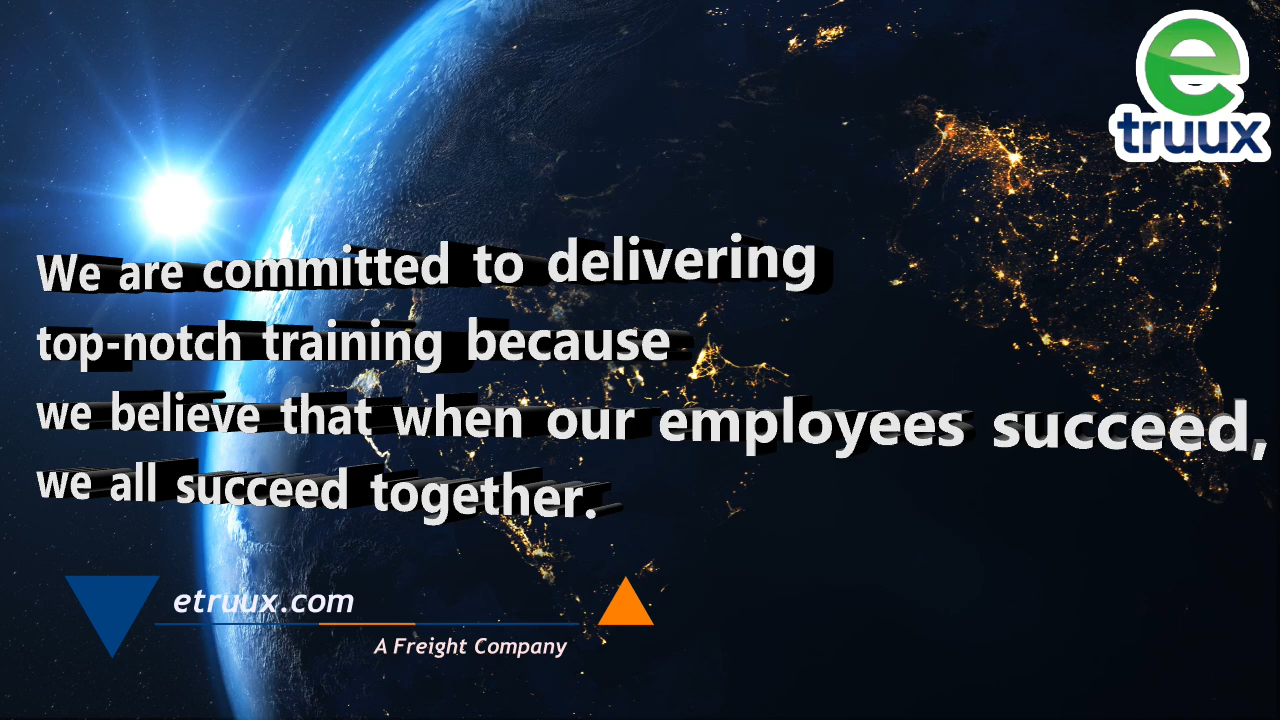 e
truux
We are committed to delivering
top-notch training because
we believe that when our employees succeed,
we all succeed together.
etruux.com
A Freight Company